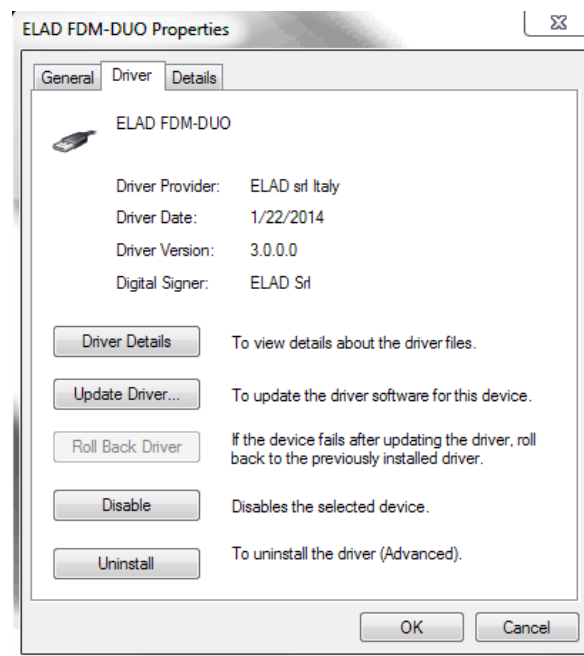 ELAD FDM-DUO Properties
General Driver Details
ELAD FDM-DUO
Driver Provider: ELAD srl Italy
Driver Date: 1/22/2014
Driver Version: 3.0.0.0
Digital Signer: ELAD Srl
Driver Details To view details about the driver files.
Update Driver... To update the driver software for this device.
Roll Back Driver If the device fails after updating the driver, roll
back to the previously installed driver.
Disable Disables the selected device.
Uninstall To uninstall the driver (Advanced).
OK Cancel